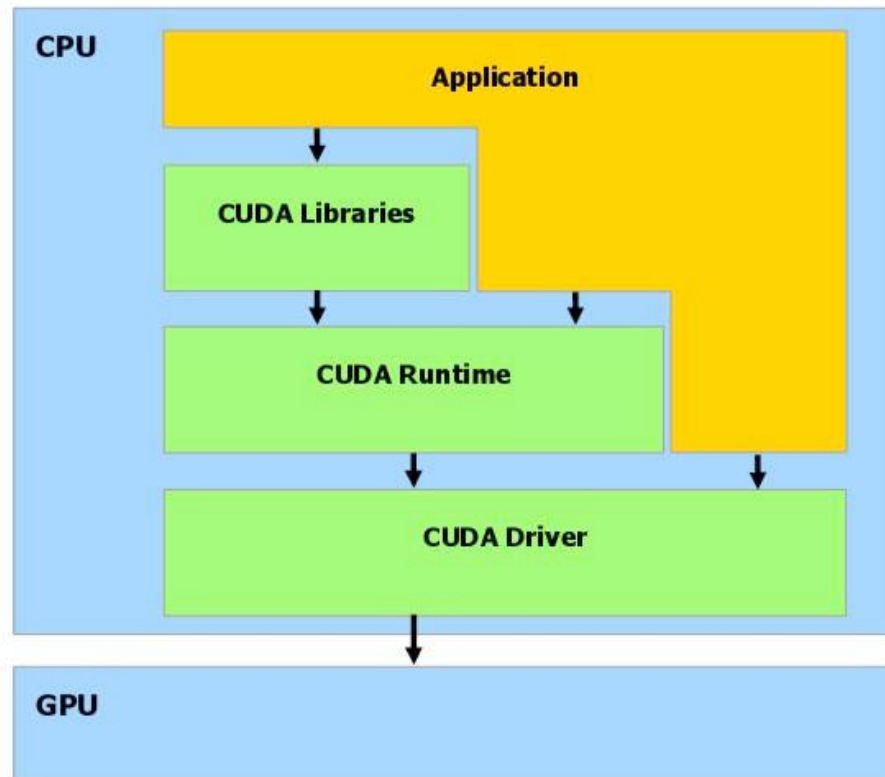 CPU
Application
CUDA Libraries
CUDA Runtime
CUDA Driver
GPU